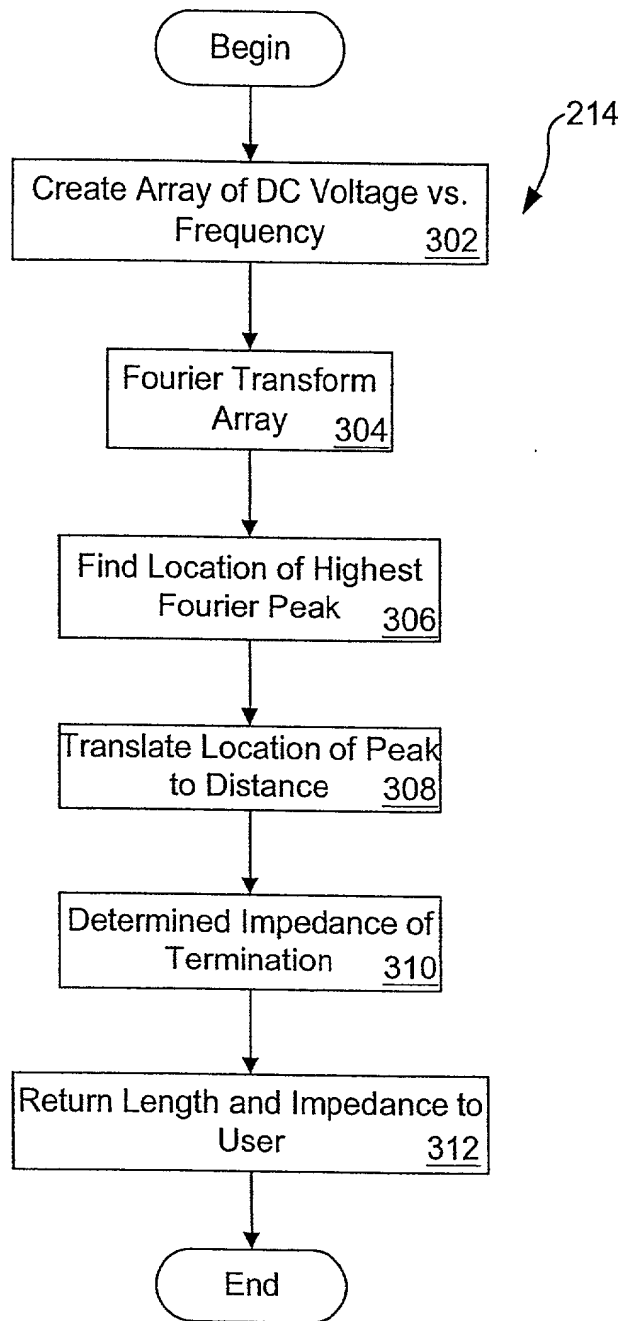 Begin
214
Create Array of DC Voltage vs.
Frequency
302
Fourier Transform
Array
304
Find Location of Highest
Fourier Peak
306
Translate Location of Peak
to Distance
308
Determined Impedance of
Termination
310
Return Length and Impedance to
User
312
End